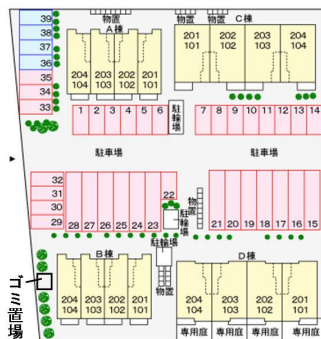 物置
物置
物置
A棟
C棟
39
38
37
36
35
34
33
204 203 202 201
104 103 102 101
201 202 203 204
101 102 103 104
1 2 3 4 5 6
駐輪場
7 8 9 10 11 12 13 14
駐車場
駐車場
32
31
30
29
28 27 26 25 24 23
22
駐輪場
物置
21 20 19 18 17 16 15
駐輪場
物置
B棟
D棟
204 203 202 201
104 103 102 101
204 203 202 201
104 103 102 101
専用庭 専用庭 専用庭 専用庭
ゴミ置場